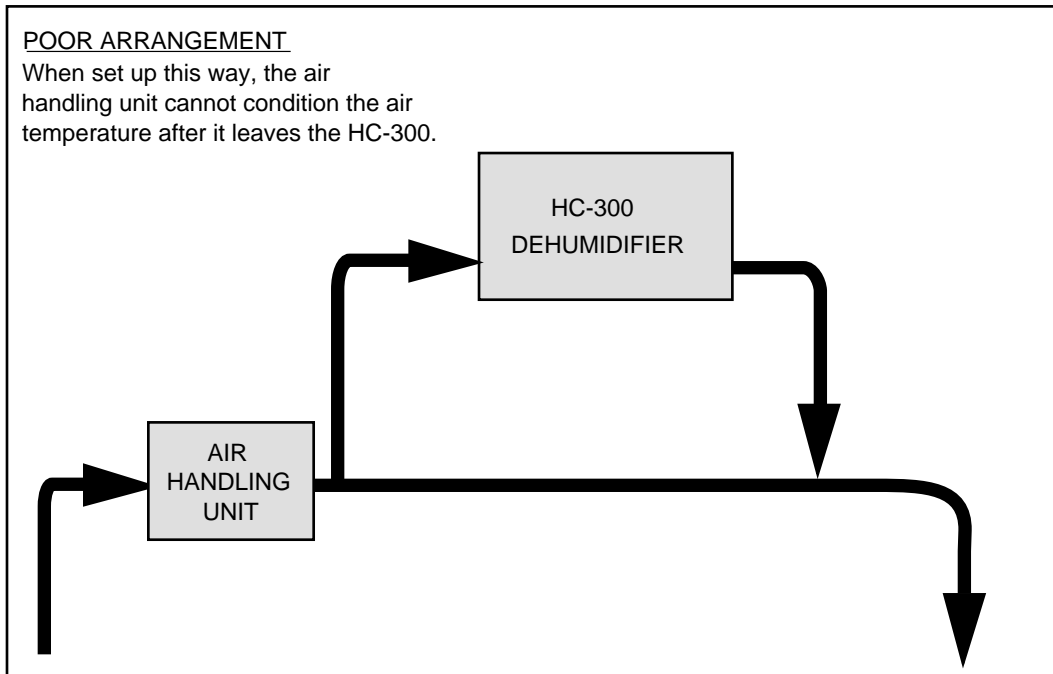 POOR ARRANGEMENT
When set up this way, the air
handling unit cannot condition the air
temperature after it leaves the HC-300.
HC-300
DEHUMIDIFIER
AIR
HANDLING
UNIT